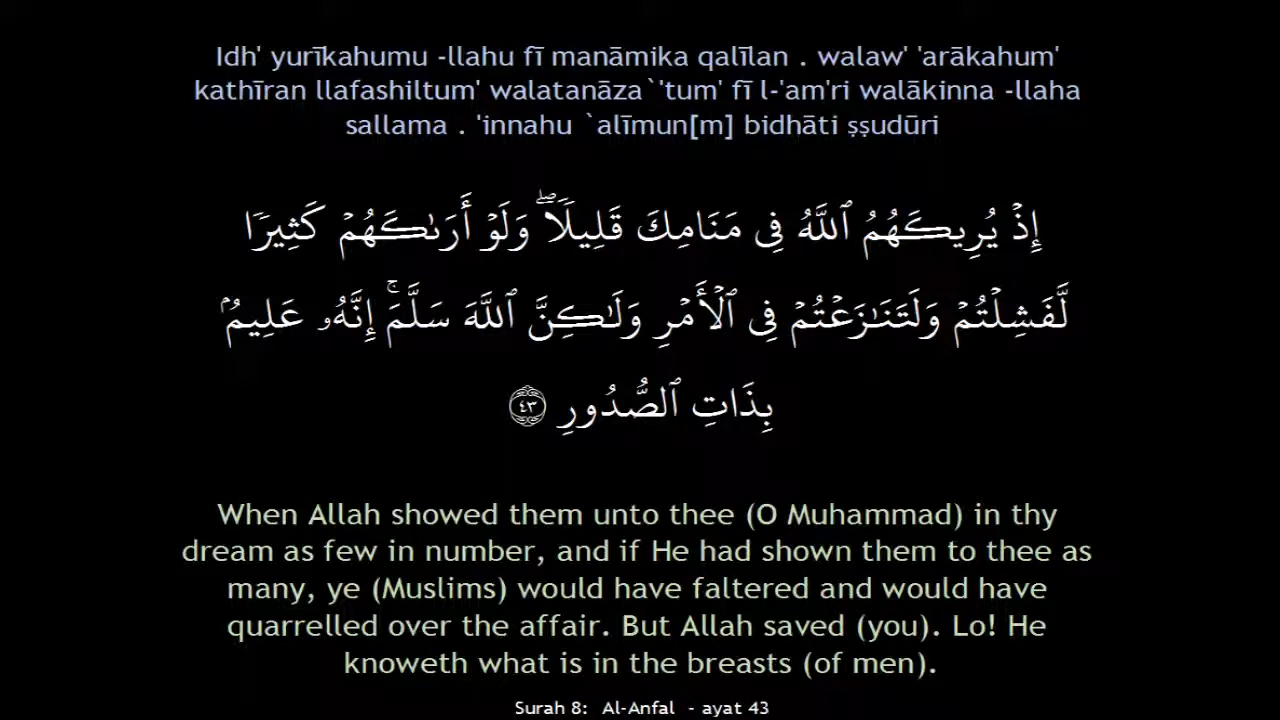 Idh' yurīkahumu -llahu fī manāmika qalīlan . walaw' 'arākahum'
kathīran llafashiltum' walatanāza`'tum' fī l-'am'ri walākinna -llaha
sallama . 'innahu `alīmun[m] bidhāti ṣṣudūri
إِذۡ يُرِيكَهُمُ ٱللَّهُ فِي مَنَامِكَ قَلِيلٗاۖ وَلَوۡ أَرَىٰكَهُمۡ كَثِيرٗا
لَّفَشِلۡتُمۡ وَلَتَنَٰزَعۡتُمۡ فِي ٱلۡأَمۡرِ وَلَٰكِنَّ ٱللَّهَ سَلَّمَۚ إِنَّهُۥ عَلِيمُۢ
بِذَاتِ ٱلصُّدُورِ ٤٣
When Allah showed them unto thee (O Muhammad) in thy
dream as few in number, and if He had shown them to thee as
many, ye (Muslims) would have faltered and would have
quarrelled over the affair. But Allah saved (you). Lo! He
knoweth what is in the breasts (of men).
Surah 8: Al-Anfal - ayat 43